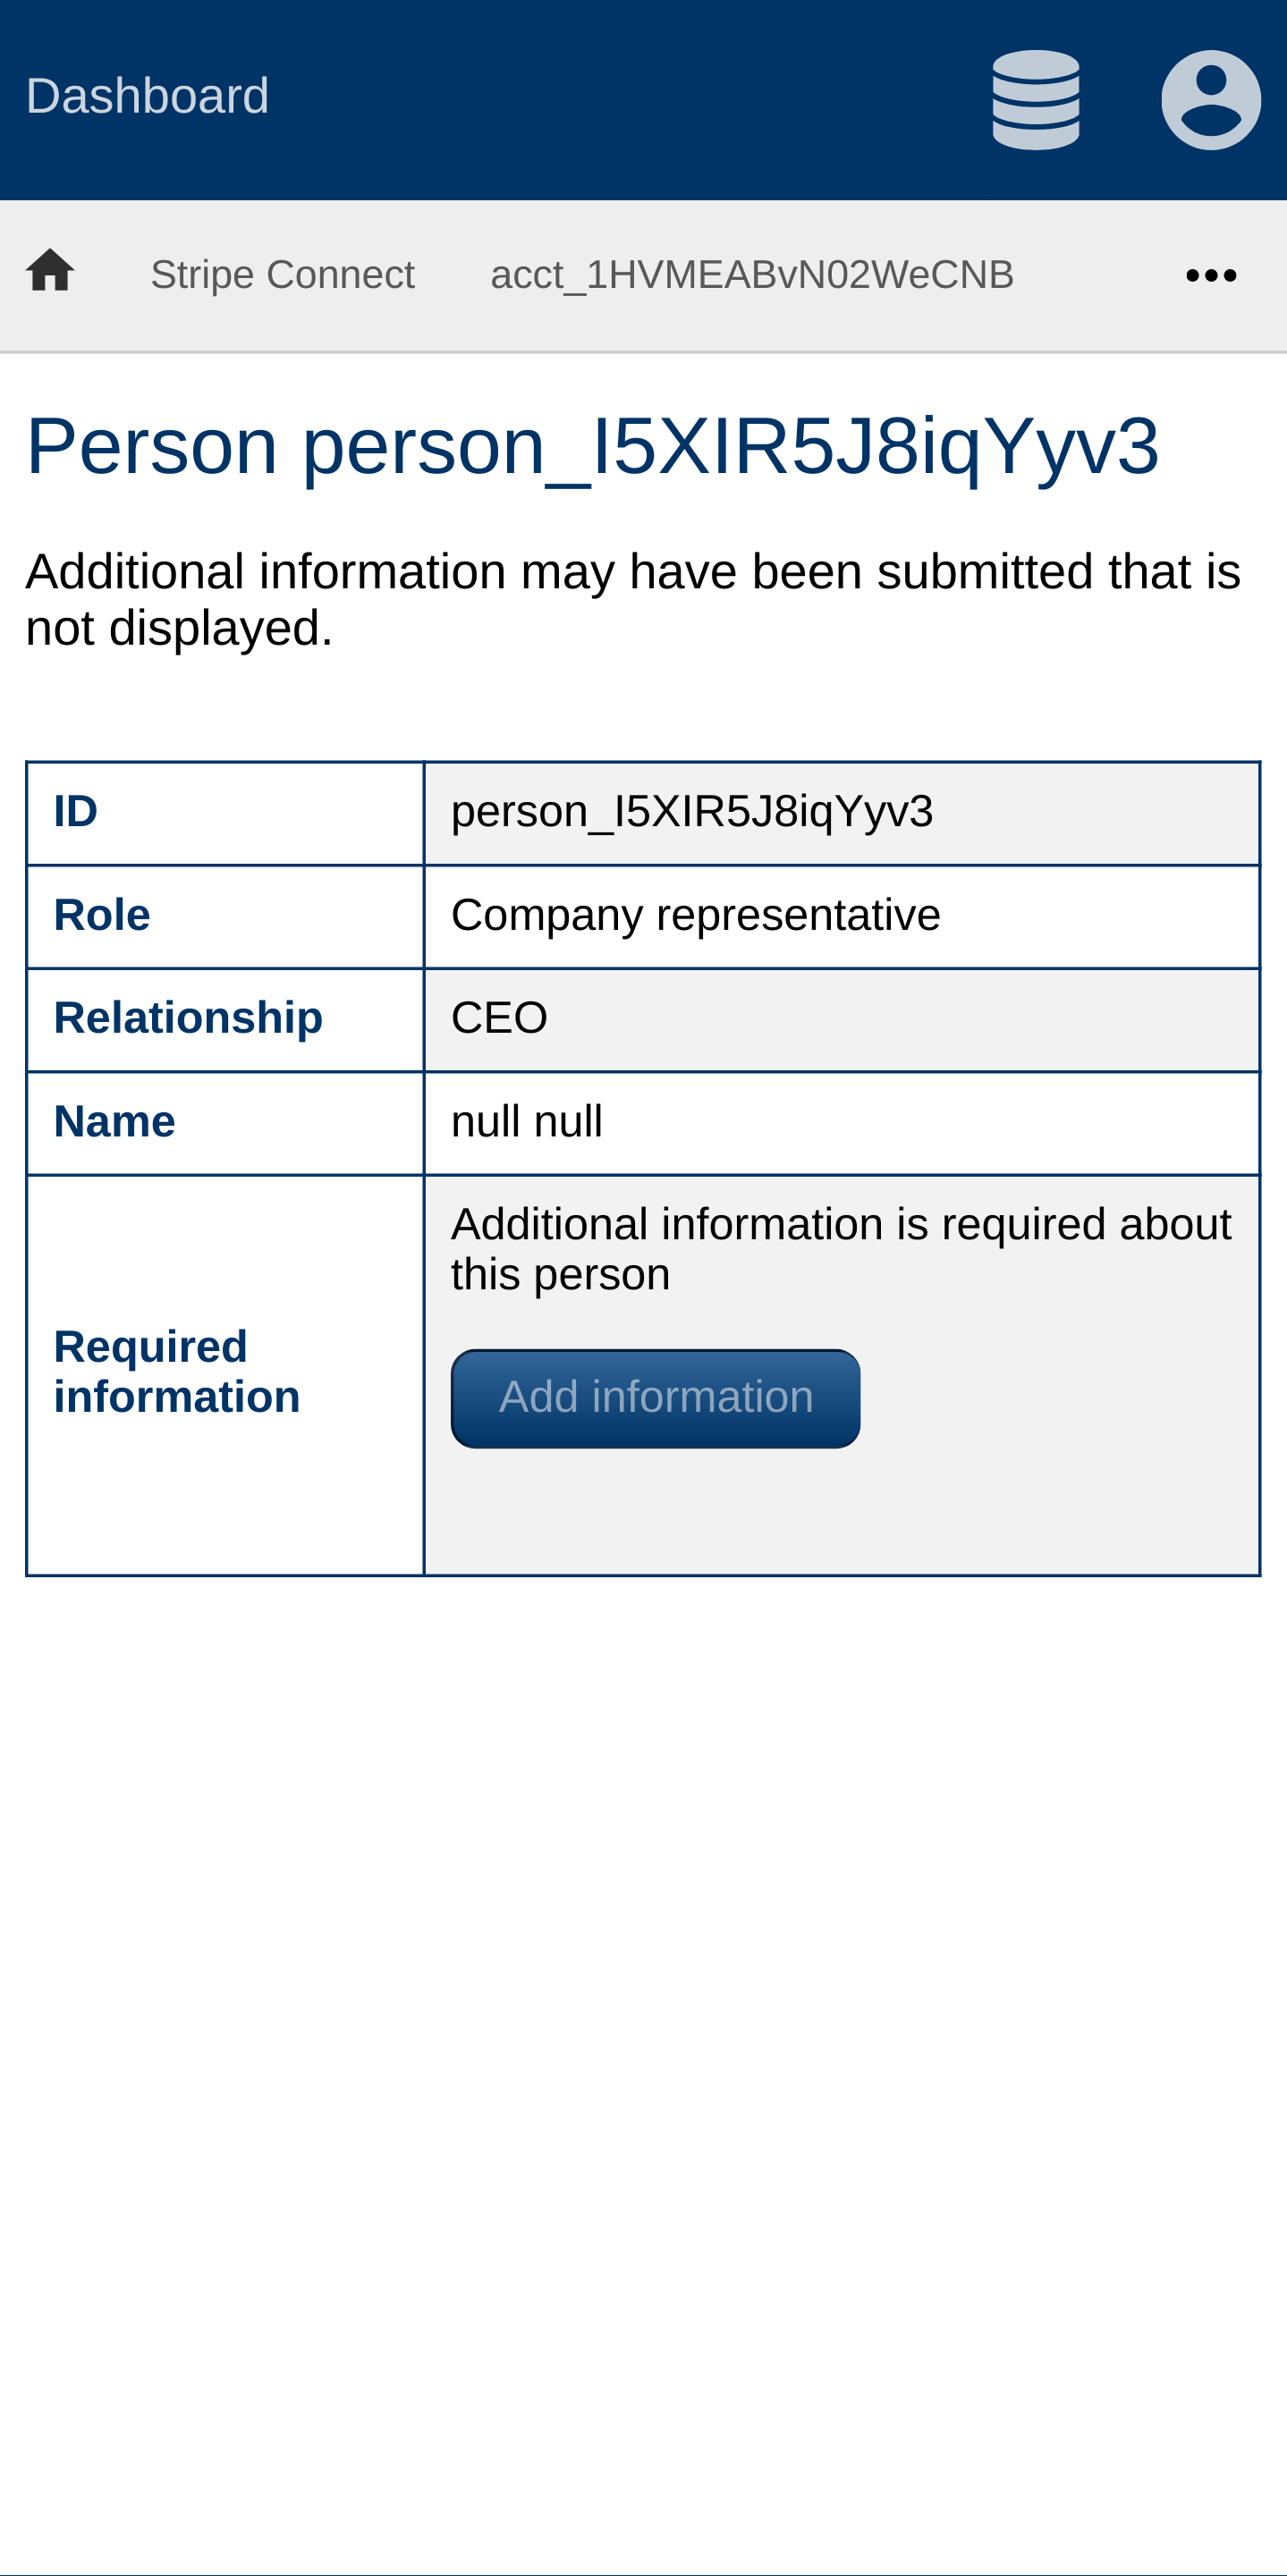 Dashboard
Stripe Connect acct_1HVMEABvN02WeCNB
Person person_I5XIR5J8iqYyv3
Additional information may have been submitted that is
not displayed.
ID person_I5XIR5J8iqYyv3
Role Company representative
Relationship CEO
Name null null
Required
information
Additional information is required about
this person
Add information